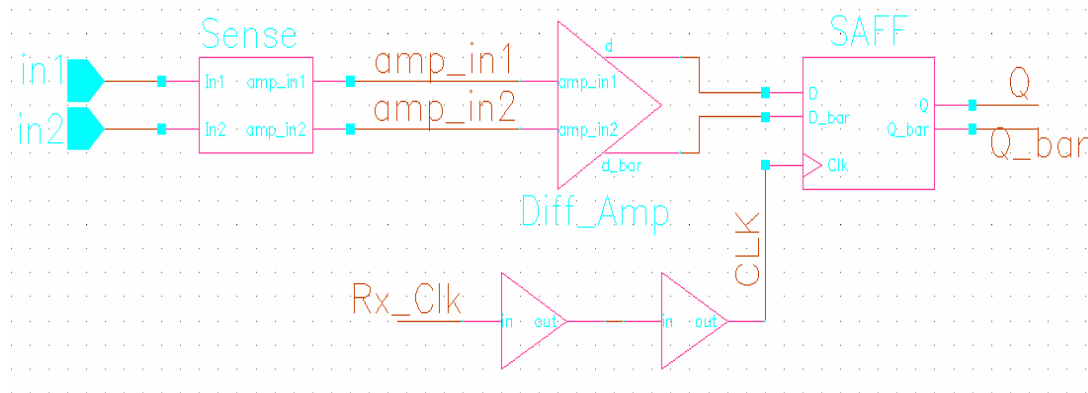 Sense
SAFF
in1
in2
In1
In2
amp_in1
amp_in2
amp_in1
amp_in2
d
amp_in1
amp_in2
d_bar
Diff_Amp
D
D_bar
Clk
Q
Q_bar
Q
Q_bar
CLK
Rx_Clk
in out
in out